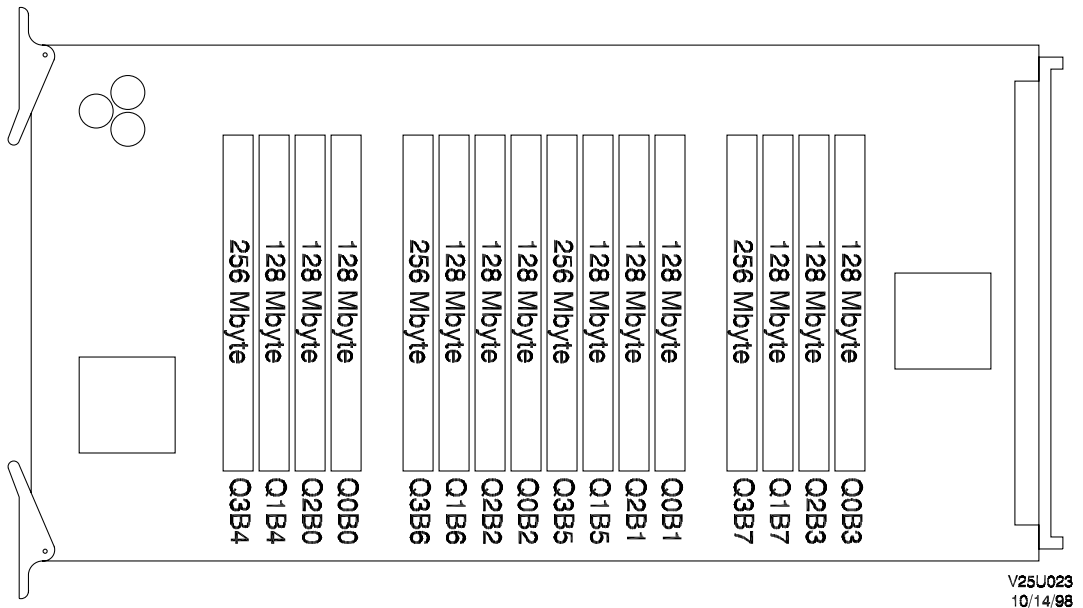 256 Mbyte
128 Mbyte
128 Mbyte
128 Mbyte
256 Mbyte
128 Mbyte
128 Mbyte
128 Mbyte
256 Mbyte
128 Mbyte
128 Mbyte
128 Mbyte
256 Mbyte
128 Mbyte
128 Mbyte
128 Mbyte
Q3B4
Q1B4
Q2B0
Q0B0
Q3B6
Q1B6
Q2B2
Q0B2
Q3B5
Q1B5
Q2B1
Q0B1
Q3B7
Q1B7
Q2B3
Q0B3
V25U023
10/14/98